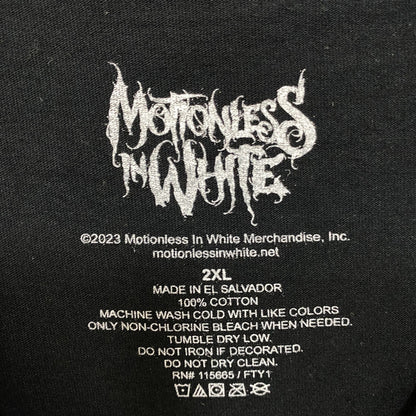 MOTIONLESS
IN WHITE
©2023 Motionless In White Merchandise, Inc.
motionlessinwhite.net
2XL
MADE IN EL SALVADOR
100% COTTON
MACHINE WASH COLD WITH LIKE COLORS
ONLY NON-CHLORINE BLEACH WHEN NEEDED.
TUMBLE DRY LOW.
DO NOT IRON IF DECORATED.
DO NOT DRY CLEAN.
RN# 115665 / FTY1